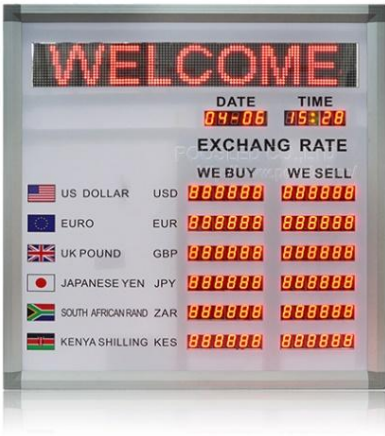 WELCOME
DATE TIME
04-06 15:28
EXCHANG RATE
WE BUY WE SELL
US DOLLAR USD 888888 888888
EURO EUR 888888 888888
UK POUND GBP 888888 888888
JAPANESE YEN JPY 888888 888888
SOUTH AFRICAN RAND ZAR 888888 888888
KENYA SHILLING KES 888888 888888